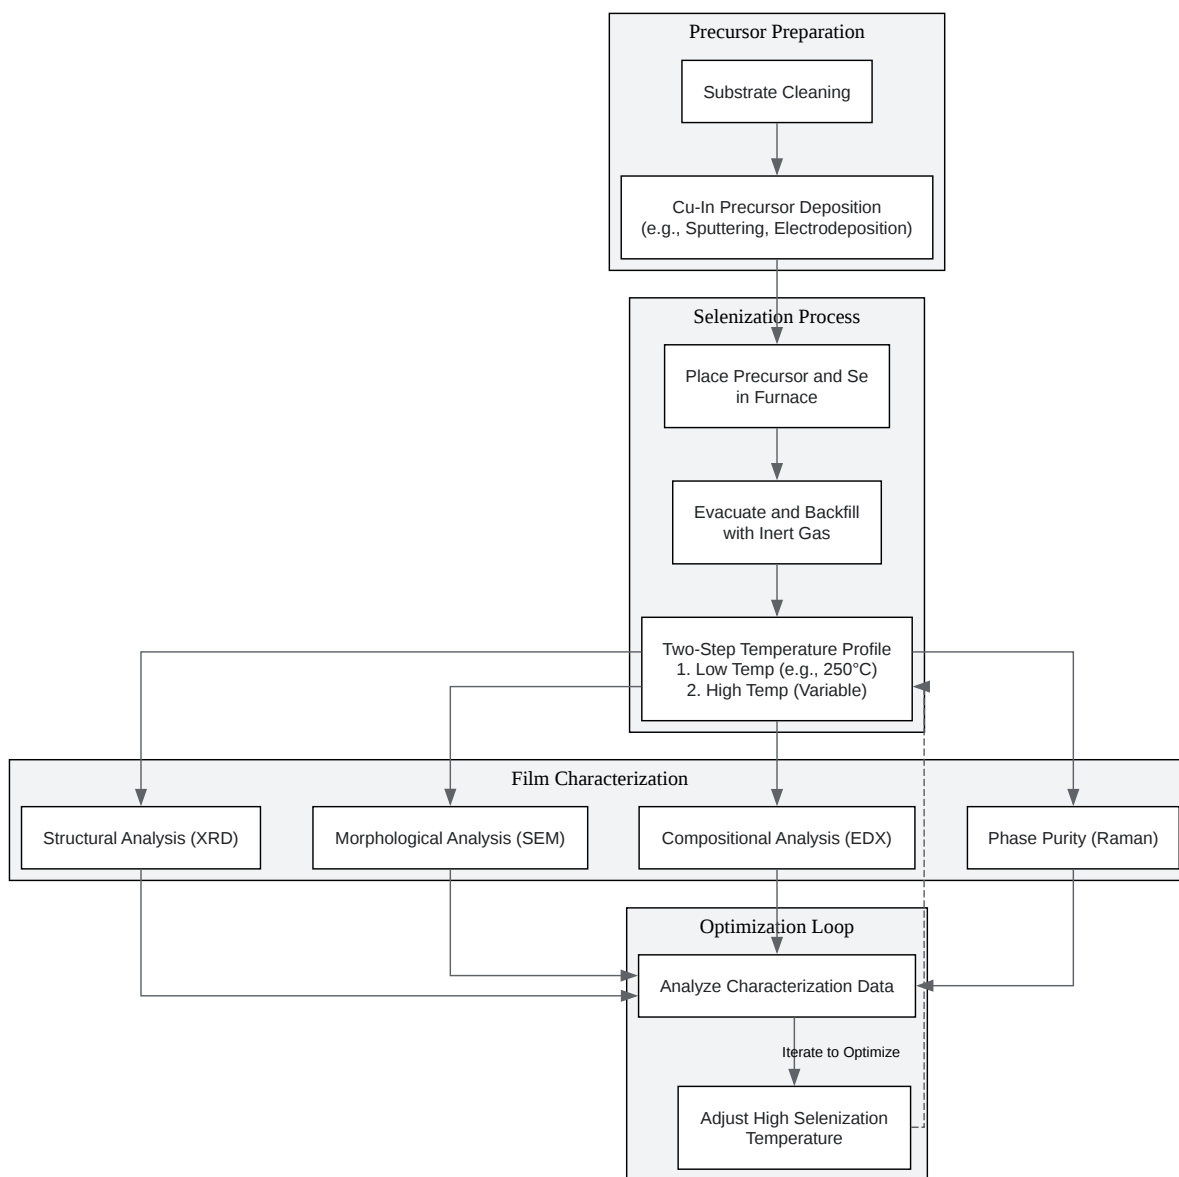 Precursor Preparation
Substrate Cleaning
Cu-In Precursor Deposition
(e.g., Sputtering, Electrodeposition)
Selenization Process
Place Precursor and Se
in Furnace
Evacuate and Backfill
with Inert Gas
Two-Step Temperature Profile
1. Low Temp (e.g., 250°C)
2. High Temp (Variable)
Film Characterization
Structural Analysis (XRD)
Morphological Analysis (SEM)
Compositional Analysis (EDX)
Phase Purity (Raman)
Optimization Loop
Analyze Characterization Data
Iterate to Optimize
Adjust High Selenization
Temperature